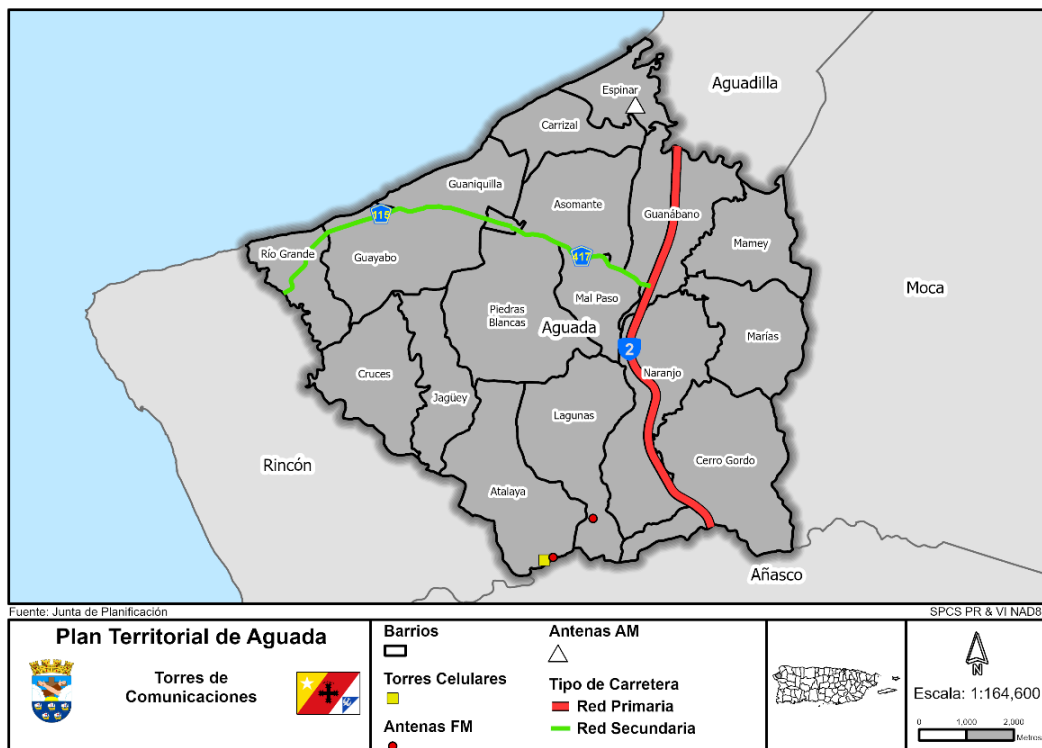 Espinar
Aguadilla
Carrizal
Guaniquilla
Asomante
115
Guanábano
Río Grande
Guayabo
417
Mamey
Moca
Mal Paso
Piedras
Blancas
Aguada
2
Marías
Cruces
Naranjo
Jagüey
Lagunas
Rincón
Cerro Gordo
Atalaya
Añasco
Fuente: Junta de Planificación
SPCS PR & VI NAD8
Plan Territorial de Aguada
Torres de
Comunicaciones
Barrios
Torres Celulares
Antenas FM
Antenas AM
Tipo de Carretera
Red Primaria
Red Secundaria
N
Escala: 1:164,600
0 1,000 2,000
Metros